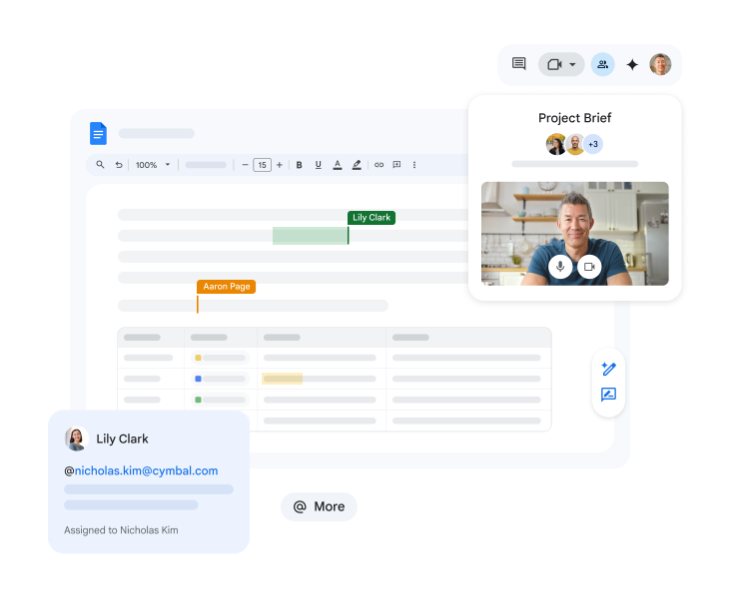 Project Brief
+3
100%
15
B
U
A
Lily Clark
Aaron Page
Lily Clark
@nicholas.kim@cymbal.com
Assigned to Nicholas Kim
@ More